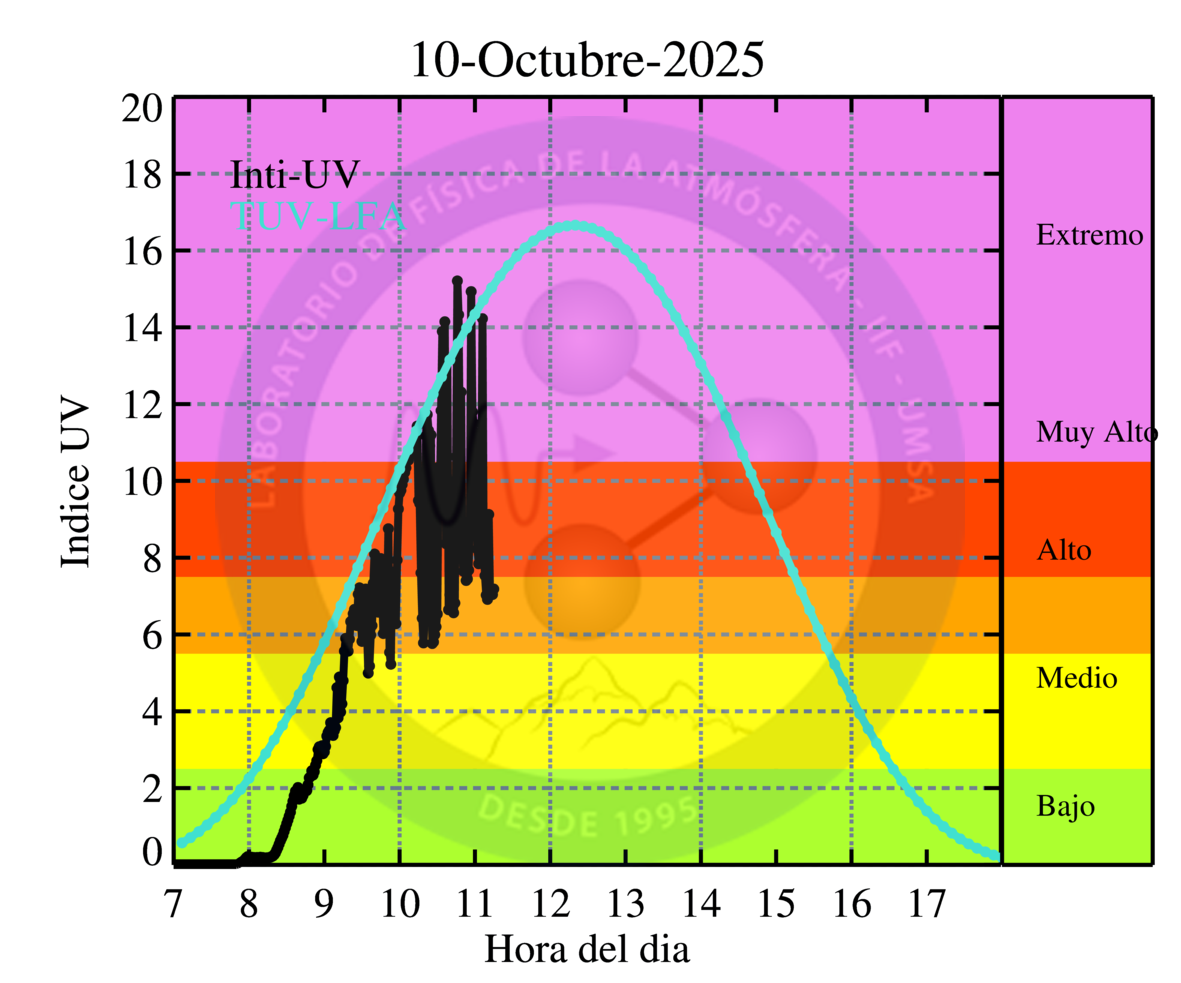 10-Octubre-2025
Inti-UV
TUV-LFA
LABORATORIO DE FÍSICA DE LA ATMÓSFERA - IIF - UMSA
DESDE 1995
Indice UV
20
18
16
14
12
10
8
6
4
2
0
7 8 9 10 11 12 13 14 15 16 17
Hora del dia
Extremo
Muy Alto
Alto
Medio
Bajo